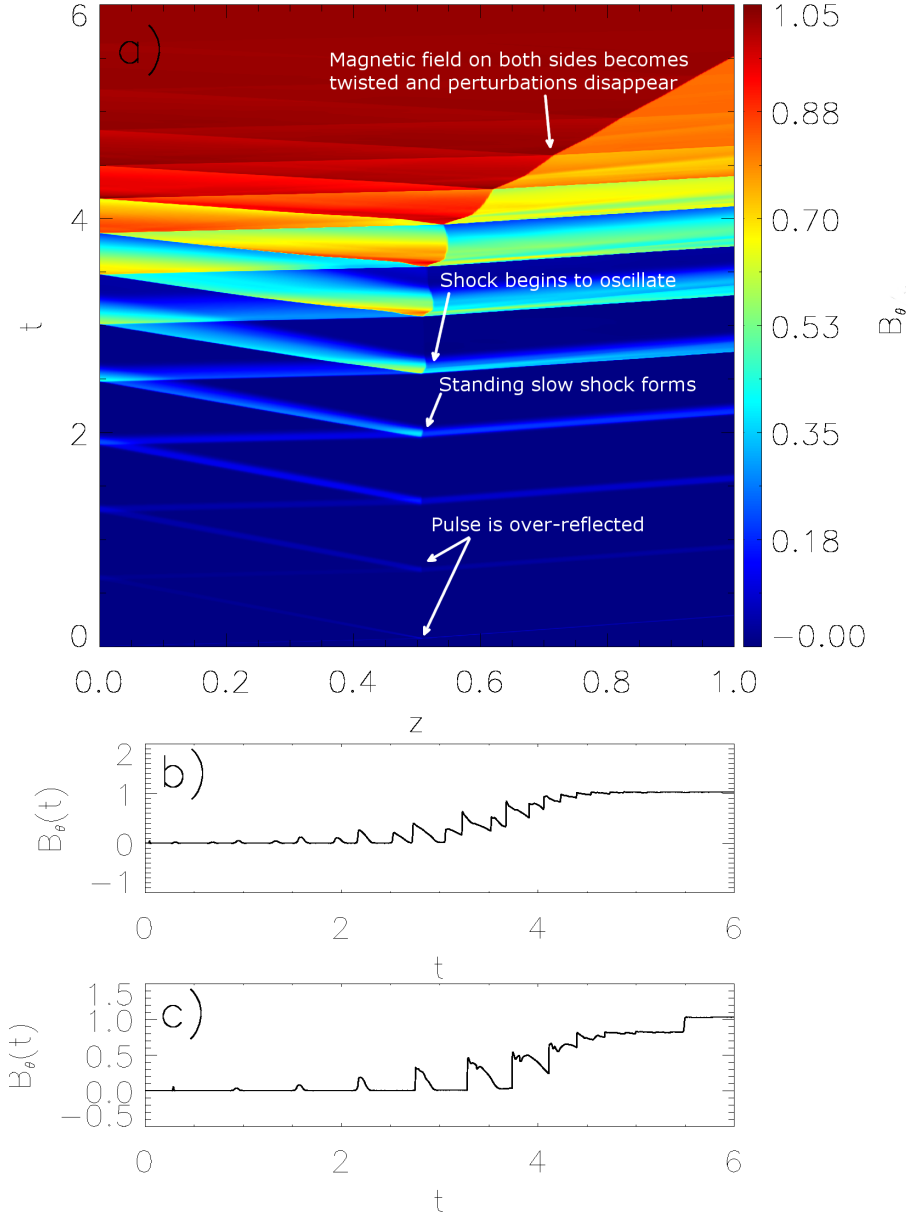 a)
6
4
2
0
t
Magnetic field on both sides becomes
twisted and perturbations disappear
Shock begins to oscillate
Standing slow shock forms
Pulse is over-reflected
0.0 0.2 0.4 0.6 0.8 1.0
z
1.05
0.88
0.70
0.53
0.35
0.18
−0.00
B_θ
b)
2
1
0
−1
B_θ(t)
0 2 4 6
t
c)
1.5
1.0
0.5
−0.0
−0.5
B_θ(t)
0 2 4 6
t